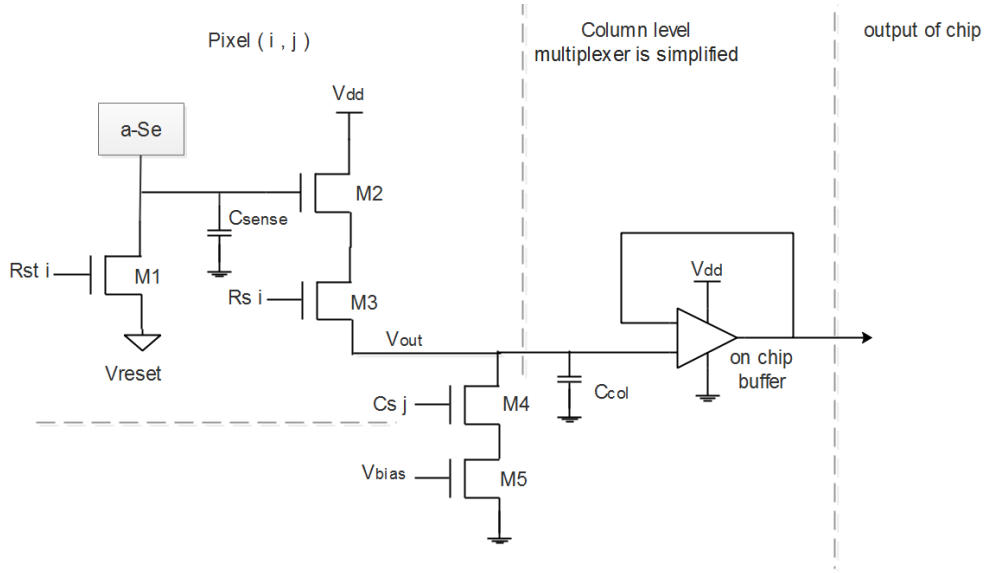 Pixel ( i , j )
Column level
multiplexer is simplified
output of chip
Vdd
a-Se
M2
Csense
Rst i
M1
Rs i
M3
Vdd
Vout
Vreset
on chip
buffer
Ccol
Cs j
M4
Vbias
M5